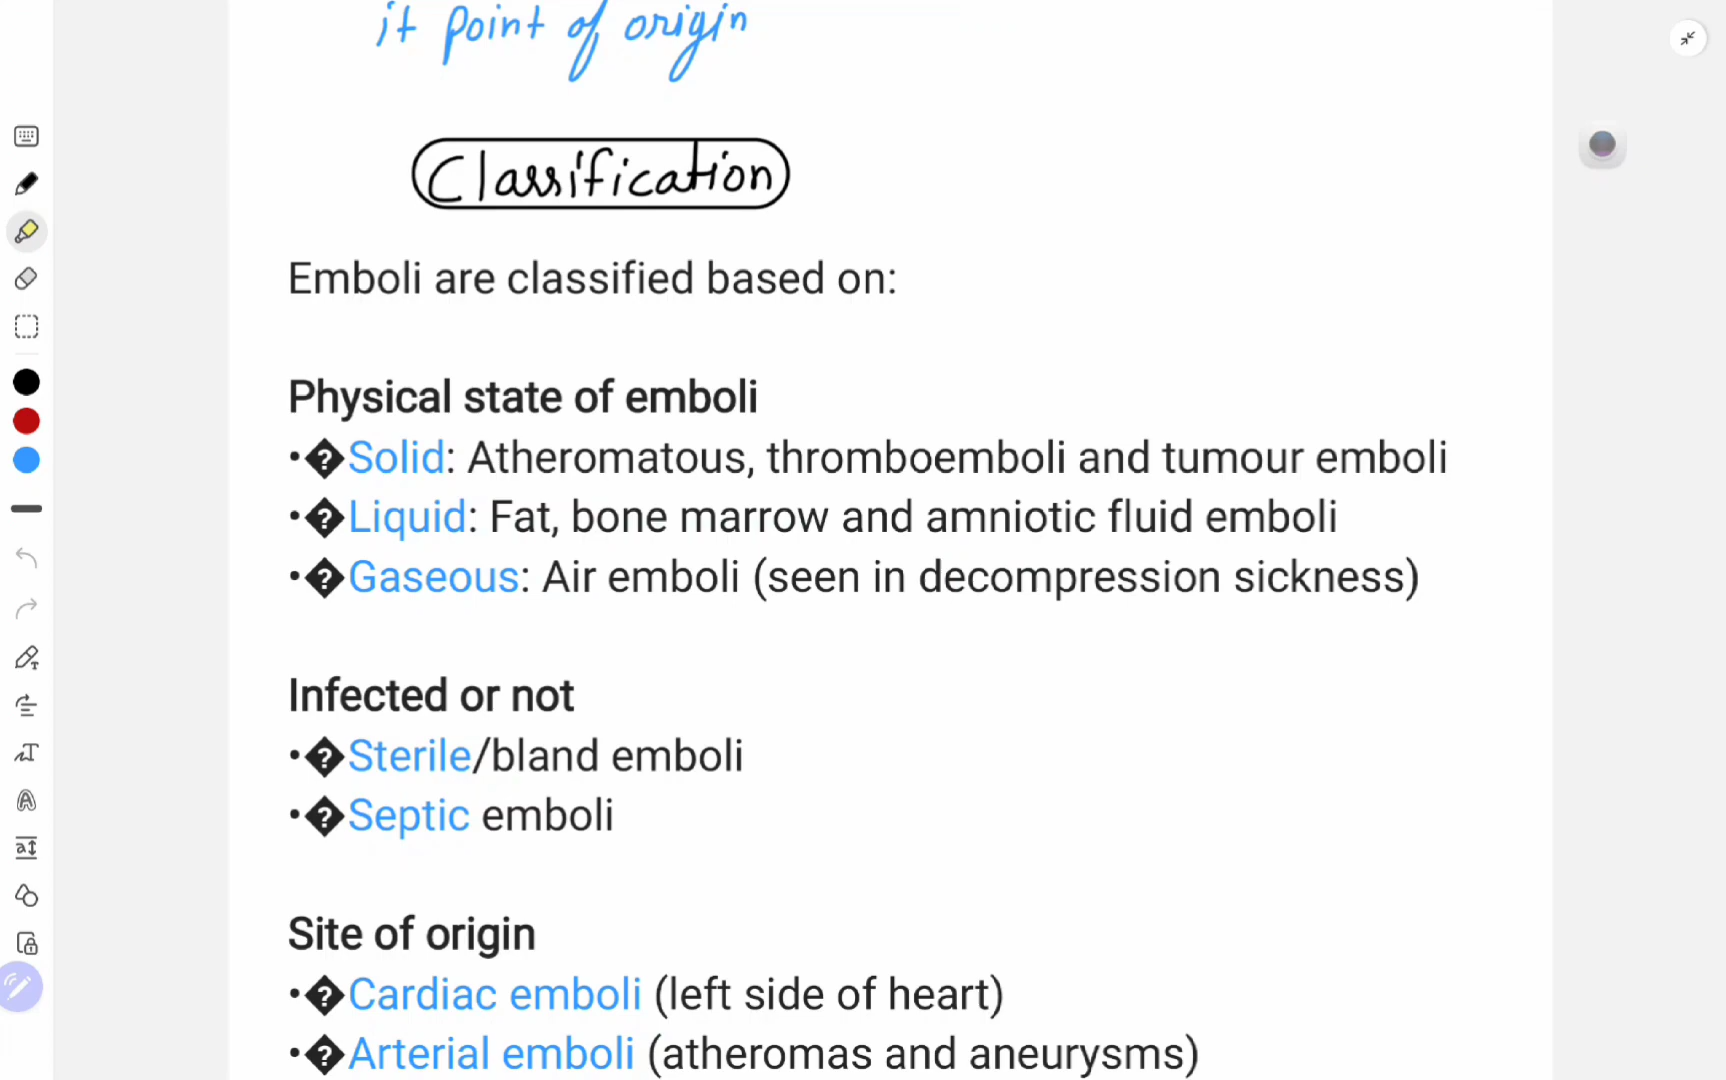 it point of origin
Classification
Emboli are classified based on:
Physical state of emboli
•�Solid: Atheromatous, thromboemboli and tumour emboli
•�Liquid: Fat, bone marrow and amniotic fluid emboli
•�Gaseous: Air emboli (seen in decompression sickness)
Infected or not
•�Sterile/bland emboli
•�Septic emboli
Site of origin
•�Cardiac emboli (left side of heart)
•�Arterial emboli (atheromas and aneurysms)